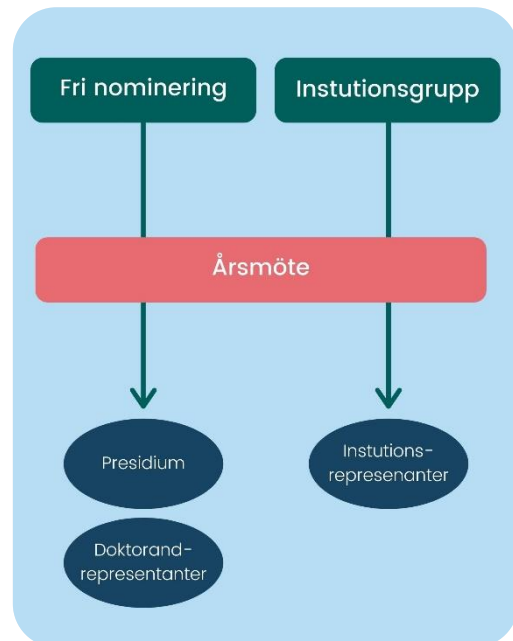 Fri nominering
Instutionsgrupp
Årsmöte
Presidium
Instutions-
represenanter
Doktorand-
representanter